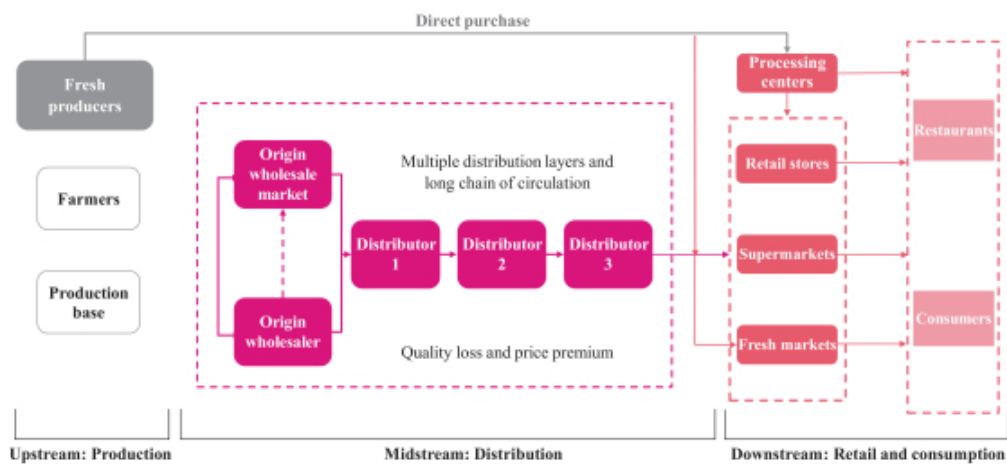 Direct purchase
Fresh
producers
Farmers
Production
base
Origin
wholesale
market
Origin
wholesaler
Multiple distribution layers and
long chain of circulation
Distributor
1
Distributor
2
Distributor
3
Quality loss and price premium
Processing
centers
Retail stores
Supermarkets
Fresh markets
Restaurants
Consumers
Upstream: Production
Midstream: Distribution
Downstream: Retail and consumption